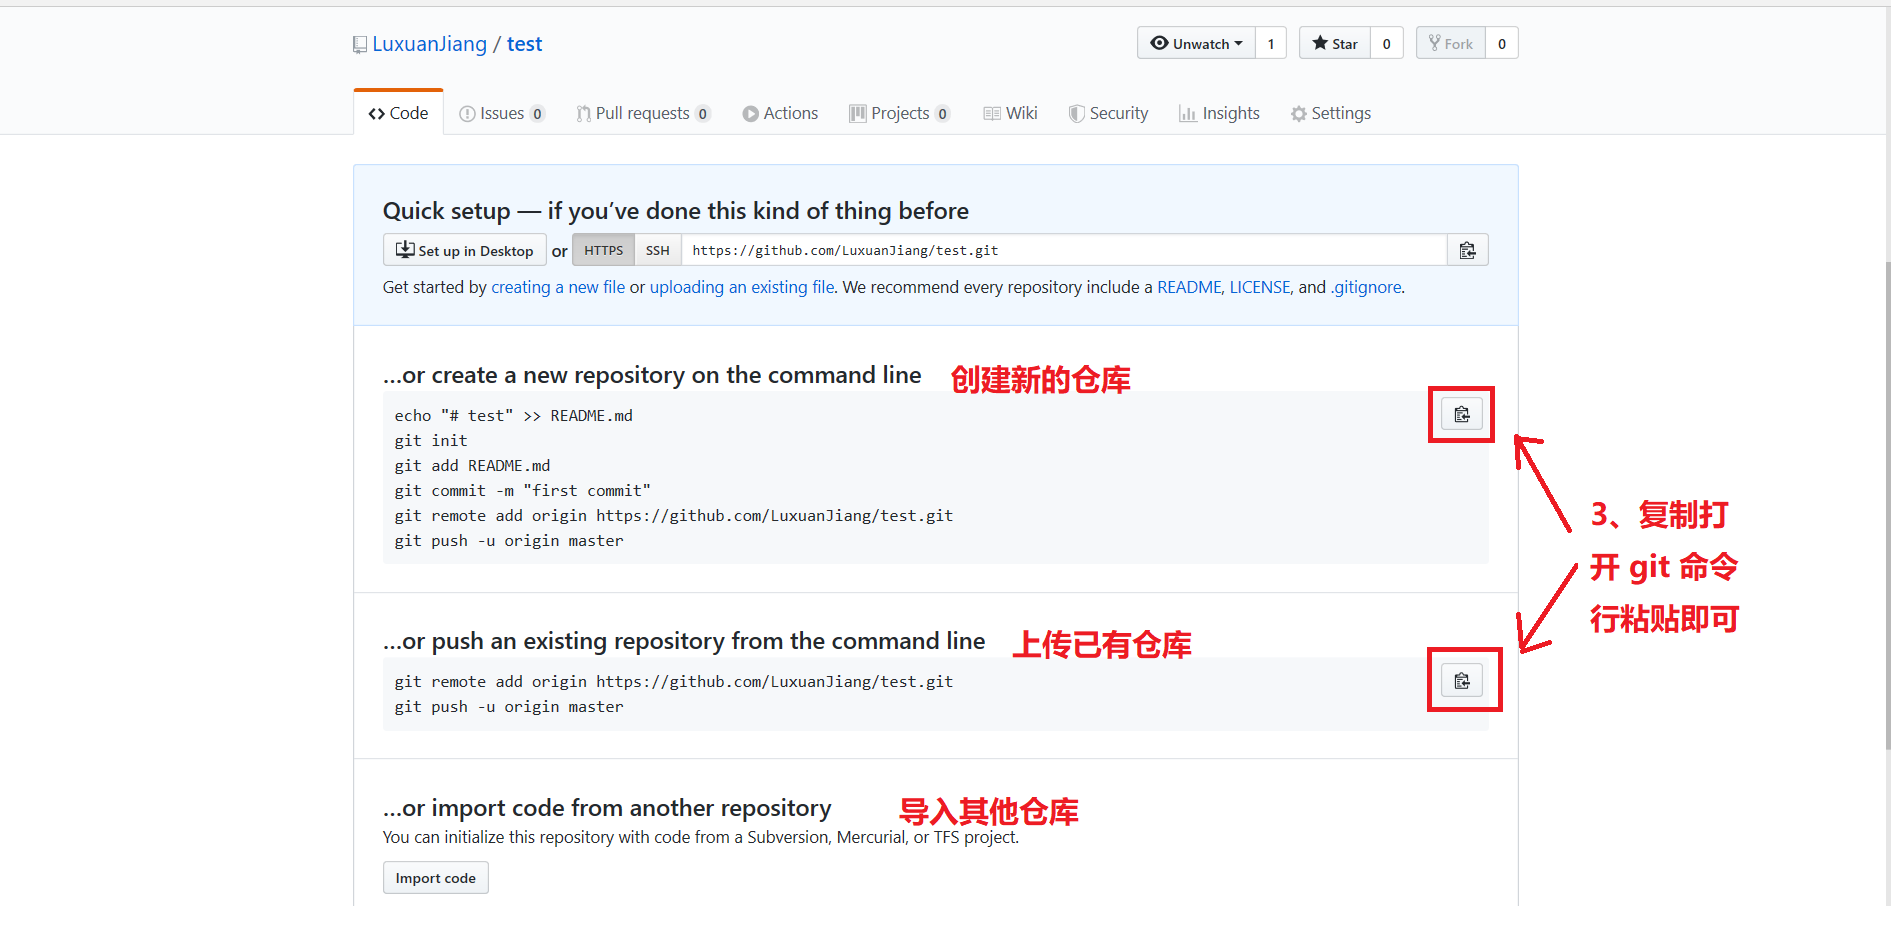 LuxuanJiang / test
Unwatch 1 Star 0 Fork 0
Code Issues 0 Pull requests 0 Actions Projects 0 Wiki Security Insights Settings
Quick setup — if you’ve done this kind of thing before
Set up in Desktop or HTTPS SSH https://github.com/LuxuanJiang/test.git
Get started by creating a new file or uploading an existing file. We recommend every repository include a README, LICENSE, and .gitignore.
…or create a new repository on the command line 创建新的仓库
echo "# test" >> README.md
git init
git add README.md
git commit -m "first commit"
git remote add origin https://github.com/LuxuanJiang/test.git
git push -u origin master
3、复制打
开 git 命令
行粘贴即可
…or push an existing repository from the command line 上传已有仓库
git remote add origin https://github.com/LuxuanJiang/test.git
git push -u origin master
…or import code from another repository 导入其他仓库
You can initialize this repository with code from a Subversion, Mercurial, or TFS project.
Import code